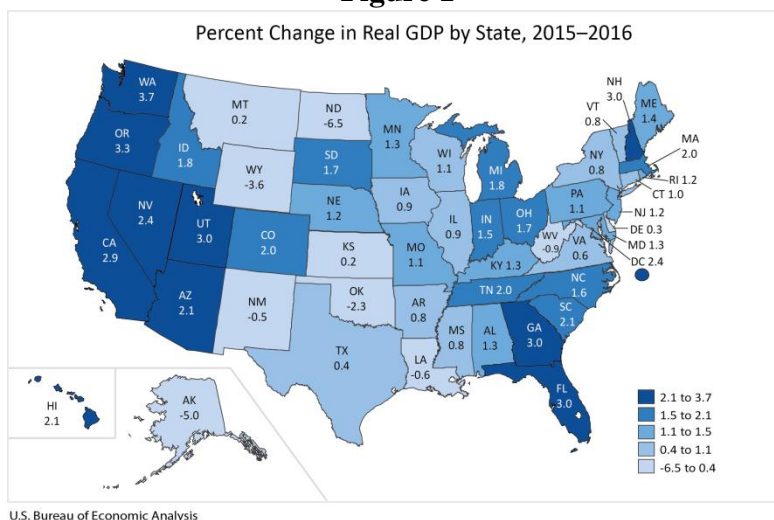 Percent Change in Real GDP by State, 2015–2016
WA
3.7
MT
0.2
ND
-6.5
OR
3.3
ID
1.8
WY
-3.6
SD
1.7
MN
1.3
WI
1.1
MI
1.8
NY
0.8
VT
0.8
NH
3.0
ME
1.4
MA
2.0
RI 1.2
CT 1.0
NJ 1.2
DE 0.3
MD 1.3
DC 2.4
NV
2.4
UT
3.0
CO
2.0
NE
1.2
IA
0.9
IL
0.9
IN
1.5
OH
1.7
PA
1.1
WV
-0.9
VA
0.6
CA
2.9
AZ
2.1
NM
-0.5
KS
0.2
MO
1.1
KY 1.3
TN 2.0
NC
1.6
SC
2.1
OK
-2.3
AR
0.8
TX
0.4
LA
-0.6
MS
0.8
AL
1.3
GA
3.0
FL
3.0
HI
2.1
AK
-5.0
2.1 to 3.7
1.5 to 2.1
1.1 to 1.5
0.4 to 1.1
-6.5 to 0.4
U.S. Bureau of Economic Analysis